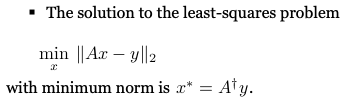 ▪ The solution to the least-squares problem
min ‖Ax − y‖₂
x
with minimum norm is x* = A†y.